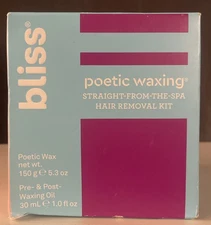 bliss®
poetic waxing®
STRAIGHT-FROM-THE-SPA
HAIR REMOVAL KIT
Poetic Wax
net wt.
150 g ℮ 5.3 oz
Pre- & Post-
Waxing Oil
30 mL ℮ 1.0 fl oz